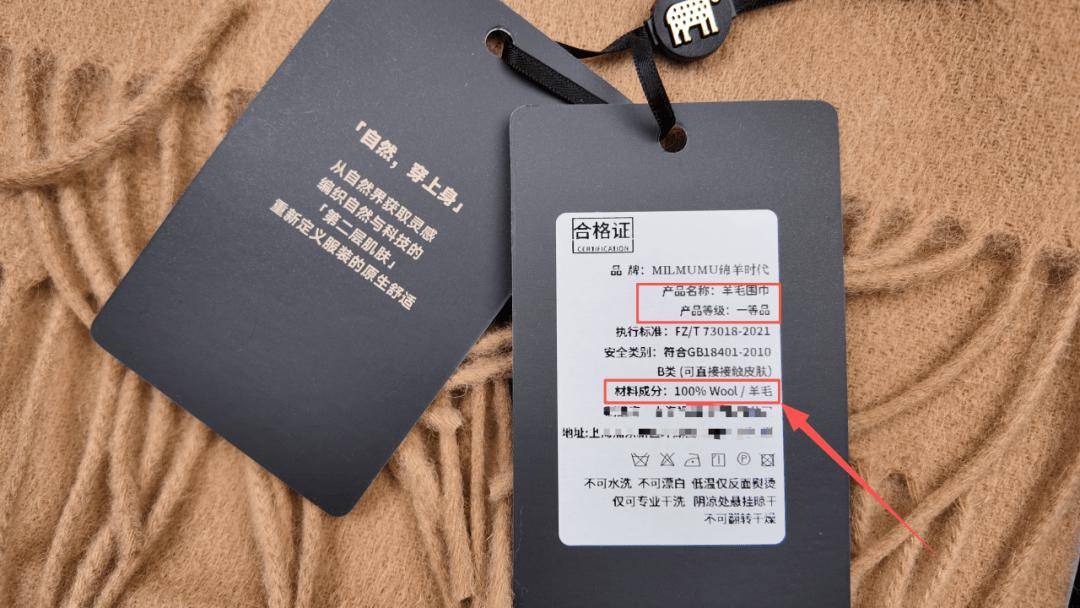 「自然，穿上身」
从自然界获取灵感
编织自然与科技的
「第二层肌肤」
重新定义服装的原生舒适
合格证
CERTIFICATION
品 牌：MILMUMU绵羊时代
产品名称：羊毛围巾
产品等级：一等品
执行标准：FZ/T 73018-2021
安全类别：符合GB18401-2010
B类 (可直接接触皮肤)
材料成分：100% Wool / 羊毛
地址:上海
不可水洗 不可漂白 低温仅反面熨烫
仅可专业干洗 阴凉处悬挂晾干
不可翻转干燥